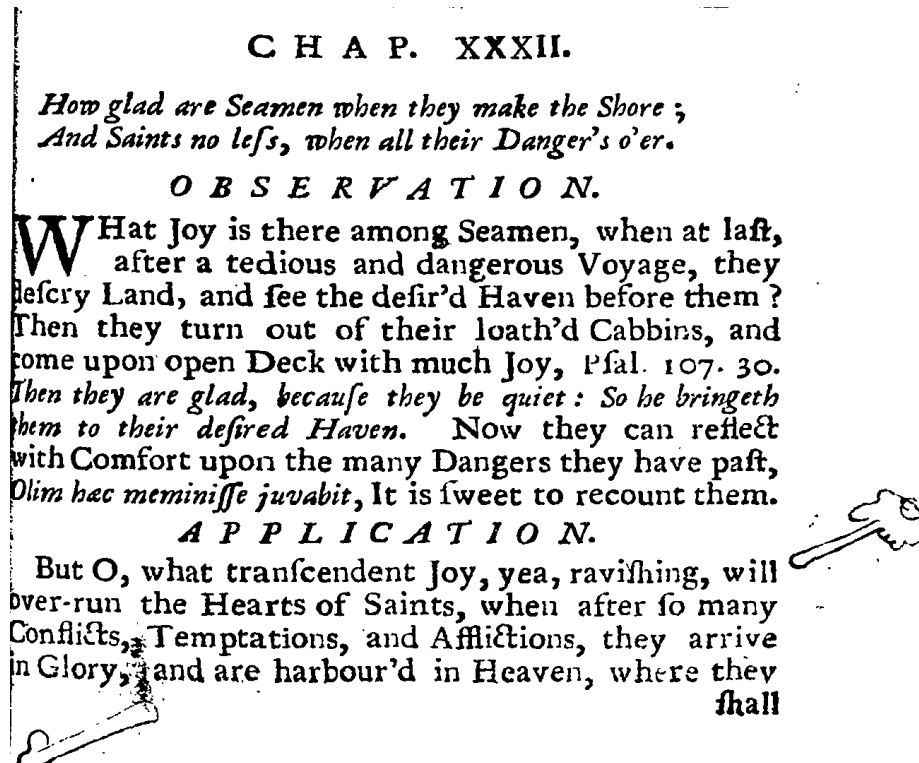 CHAP. XXXII.
How glad are Seamen when they make the Shore ;
And Saints no leſs, when all their Danger's o'er.
OBSERVATION.
WHat Joy is there among Seamen, when at laſt,
after a tedious and dangerous Voyage, they
deſcry Land, and ſee the deſir'd Haven before them ?
Then they turn out of their loath'd Cabbins, and
come upon open Deck with much Joy, Pſal. 107. 30.
Then they are glad, becauſe they be quiet : So he bringeth
them to their deſired Haven. Now they can reflect
with Comfort upon the many Dangers they have paſt,
Olim hæc meminiſſe juvabit, It is ſweet to recount them.
APPLICATION.
But O, what tranſcendent Joy, yea, raviſhing, will
over-run the Hearts of Saints, when after ſo many
Conflicts, Temptations, and Afflictions, they arrive
in Glory, and are harbour'd in Heaven, where they
ſhall